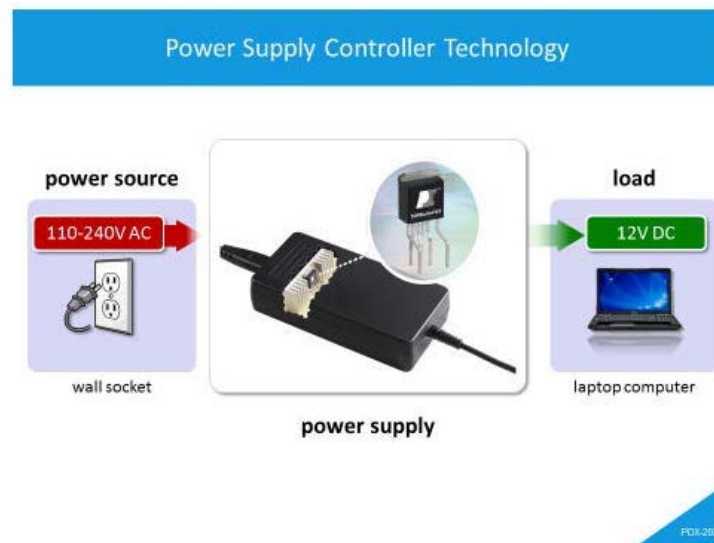 Power Supply Controller Technology
power source
load
110-240V AC
12V DC
wall socket
laptop computer
power supply